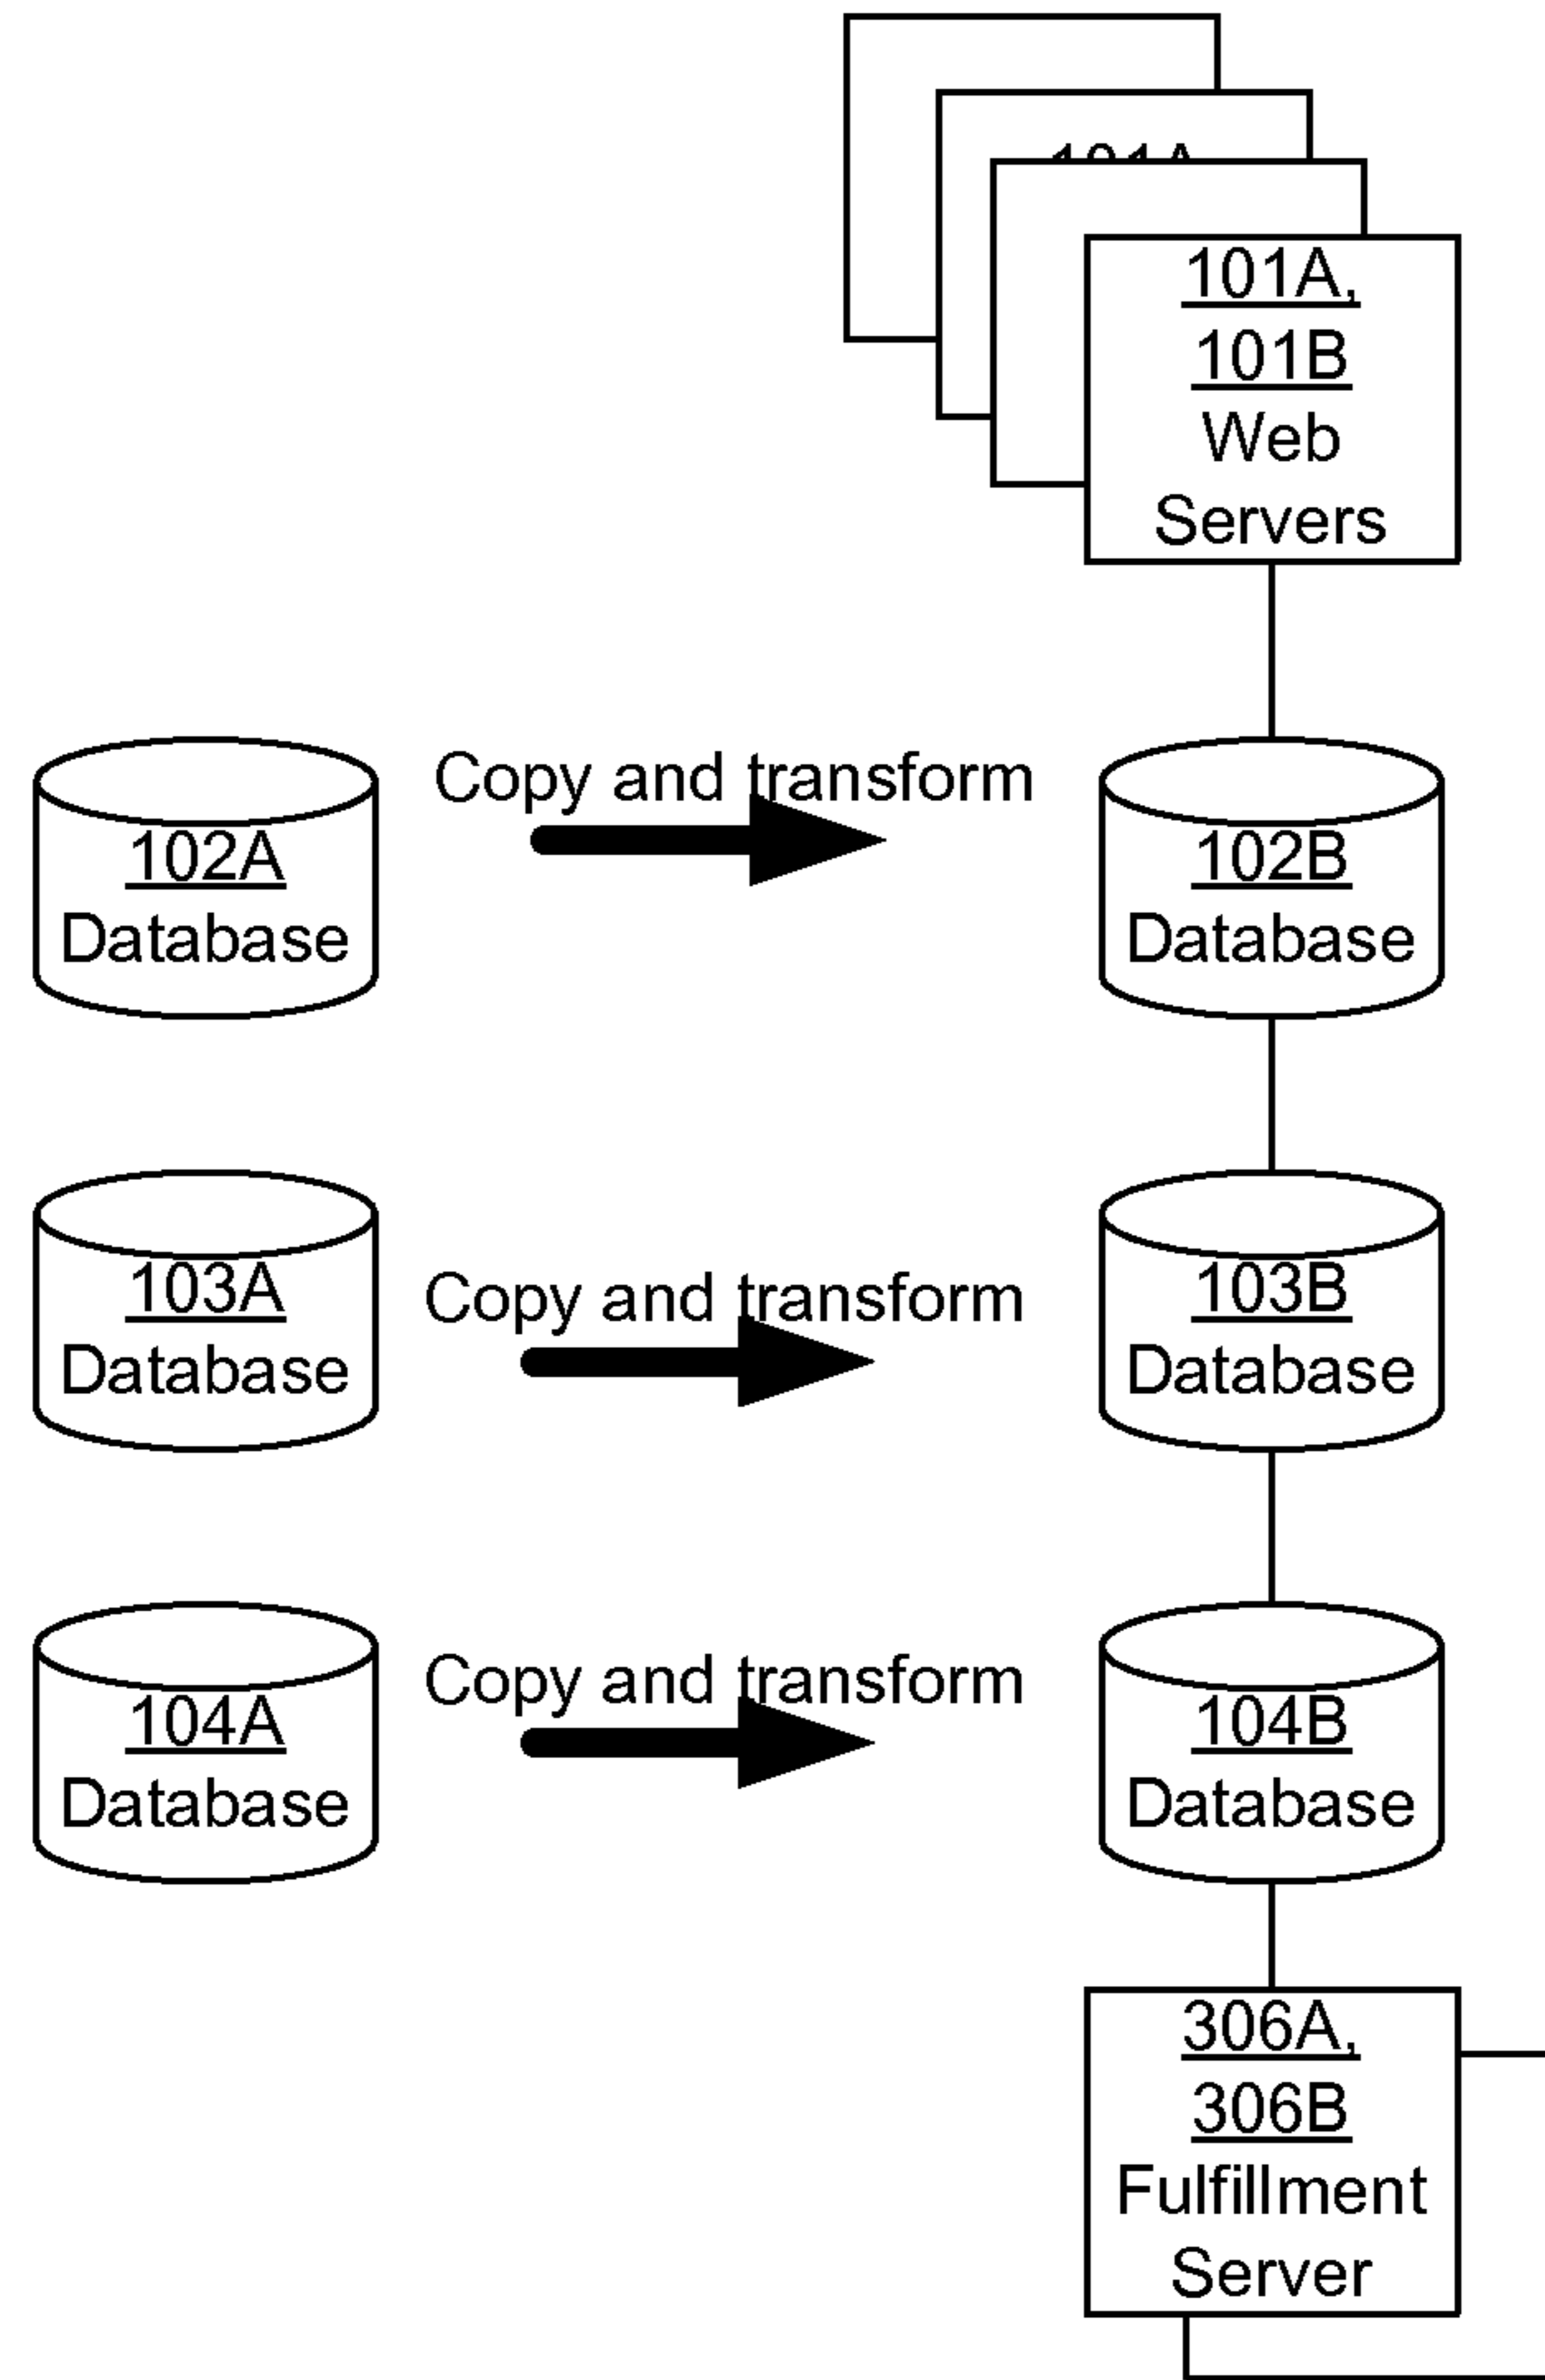 101A,
101B
Web
Servers
Copy and transform
102A
Database
102B
Database
Copy and transform
103A
Database
103B
Database
Copy and transform
104A
Database
104B
Database
306A,
306B
Fulfillment
Server